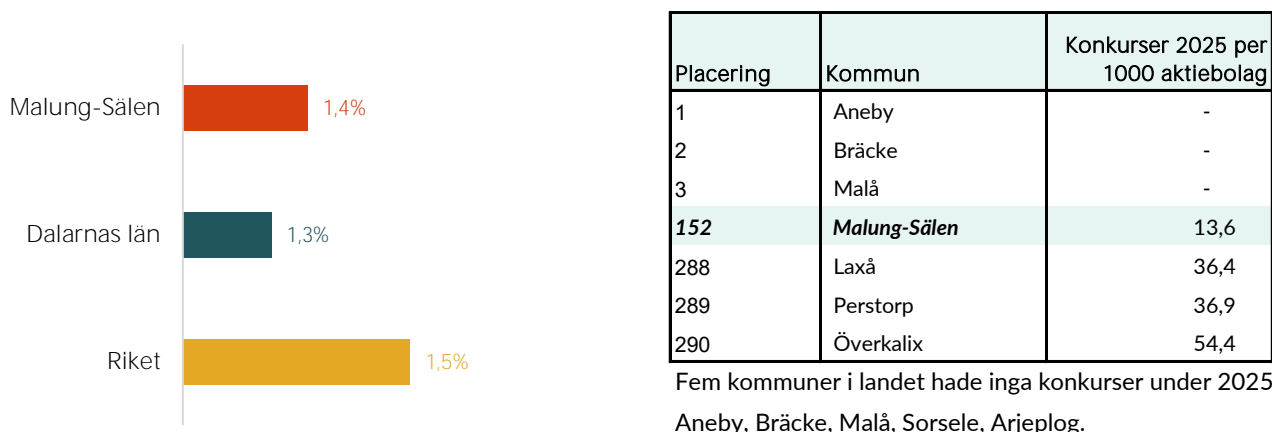 Malung-Sälen 1,4%
Dalarnas län 1,3%
Riket 1,5%
Placering Kommun Konkurser 2025 per
1000 aktiebolag
1 Aneby -
2 Bräcke -
3 Malå -
152 Malung-Sälen 13,6
288 Laxå 36,4
289 Perstorp 36,9
290 Överkalix 54,4
Fem kommuner i landet hade inga konkurser under 2025
Aneby, Bräcke, Malå, Sorsele, Arjeplog.